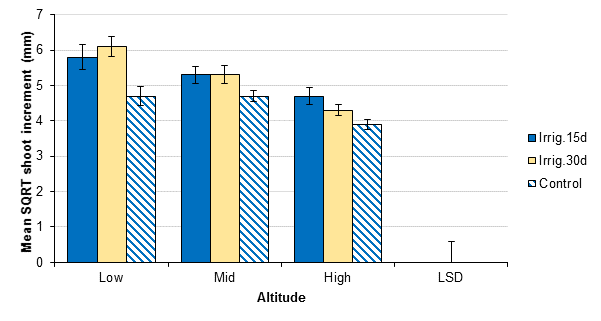 Mean SQRT shoot increment (mm)
7
6
5
4
3
2
1
0
Low Mid High LSD
Altitude
Irrig.15d
Irrig.30d
Control